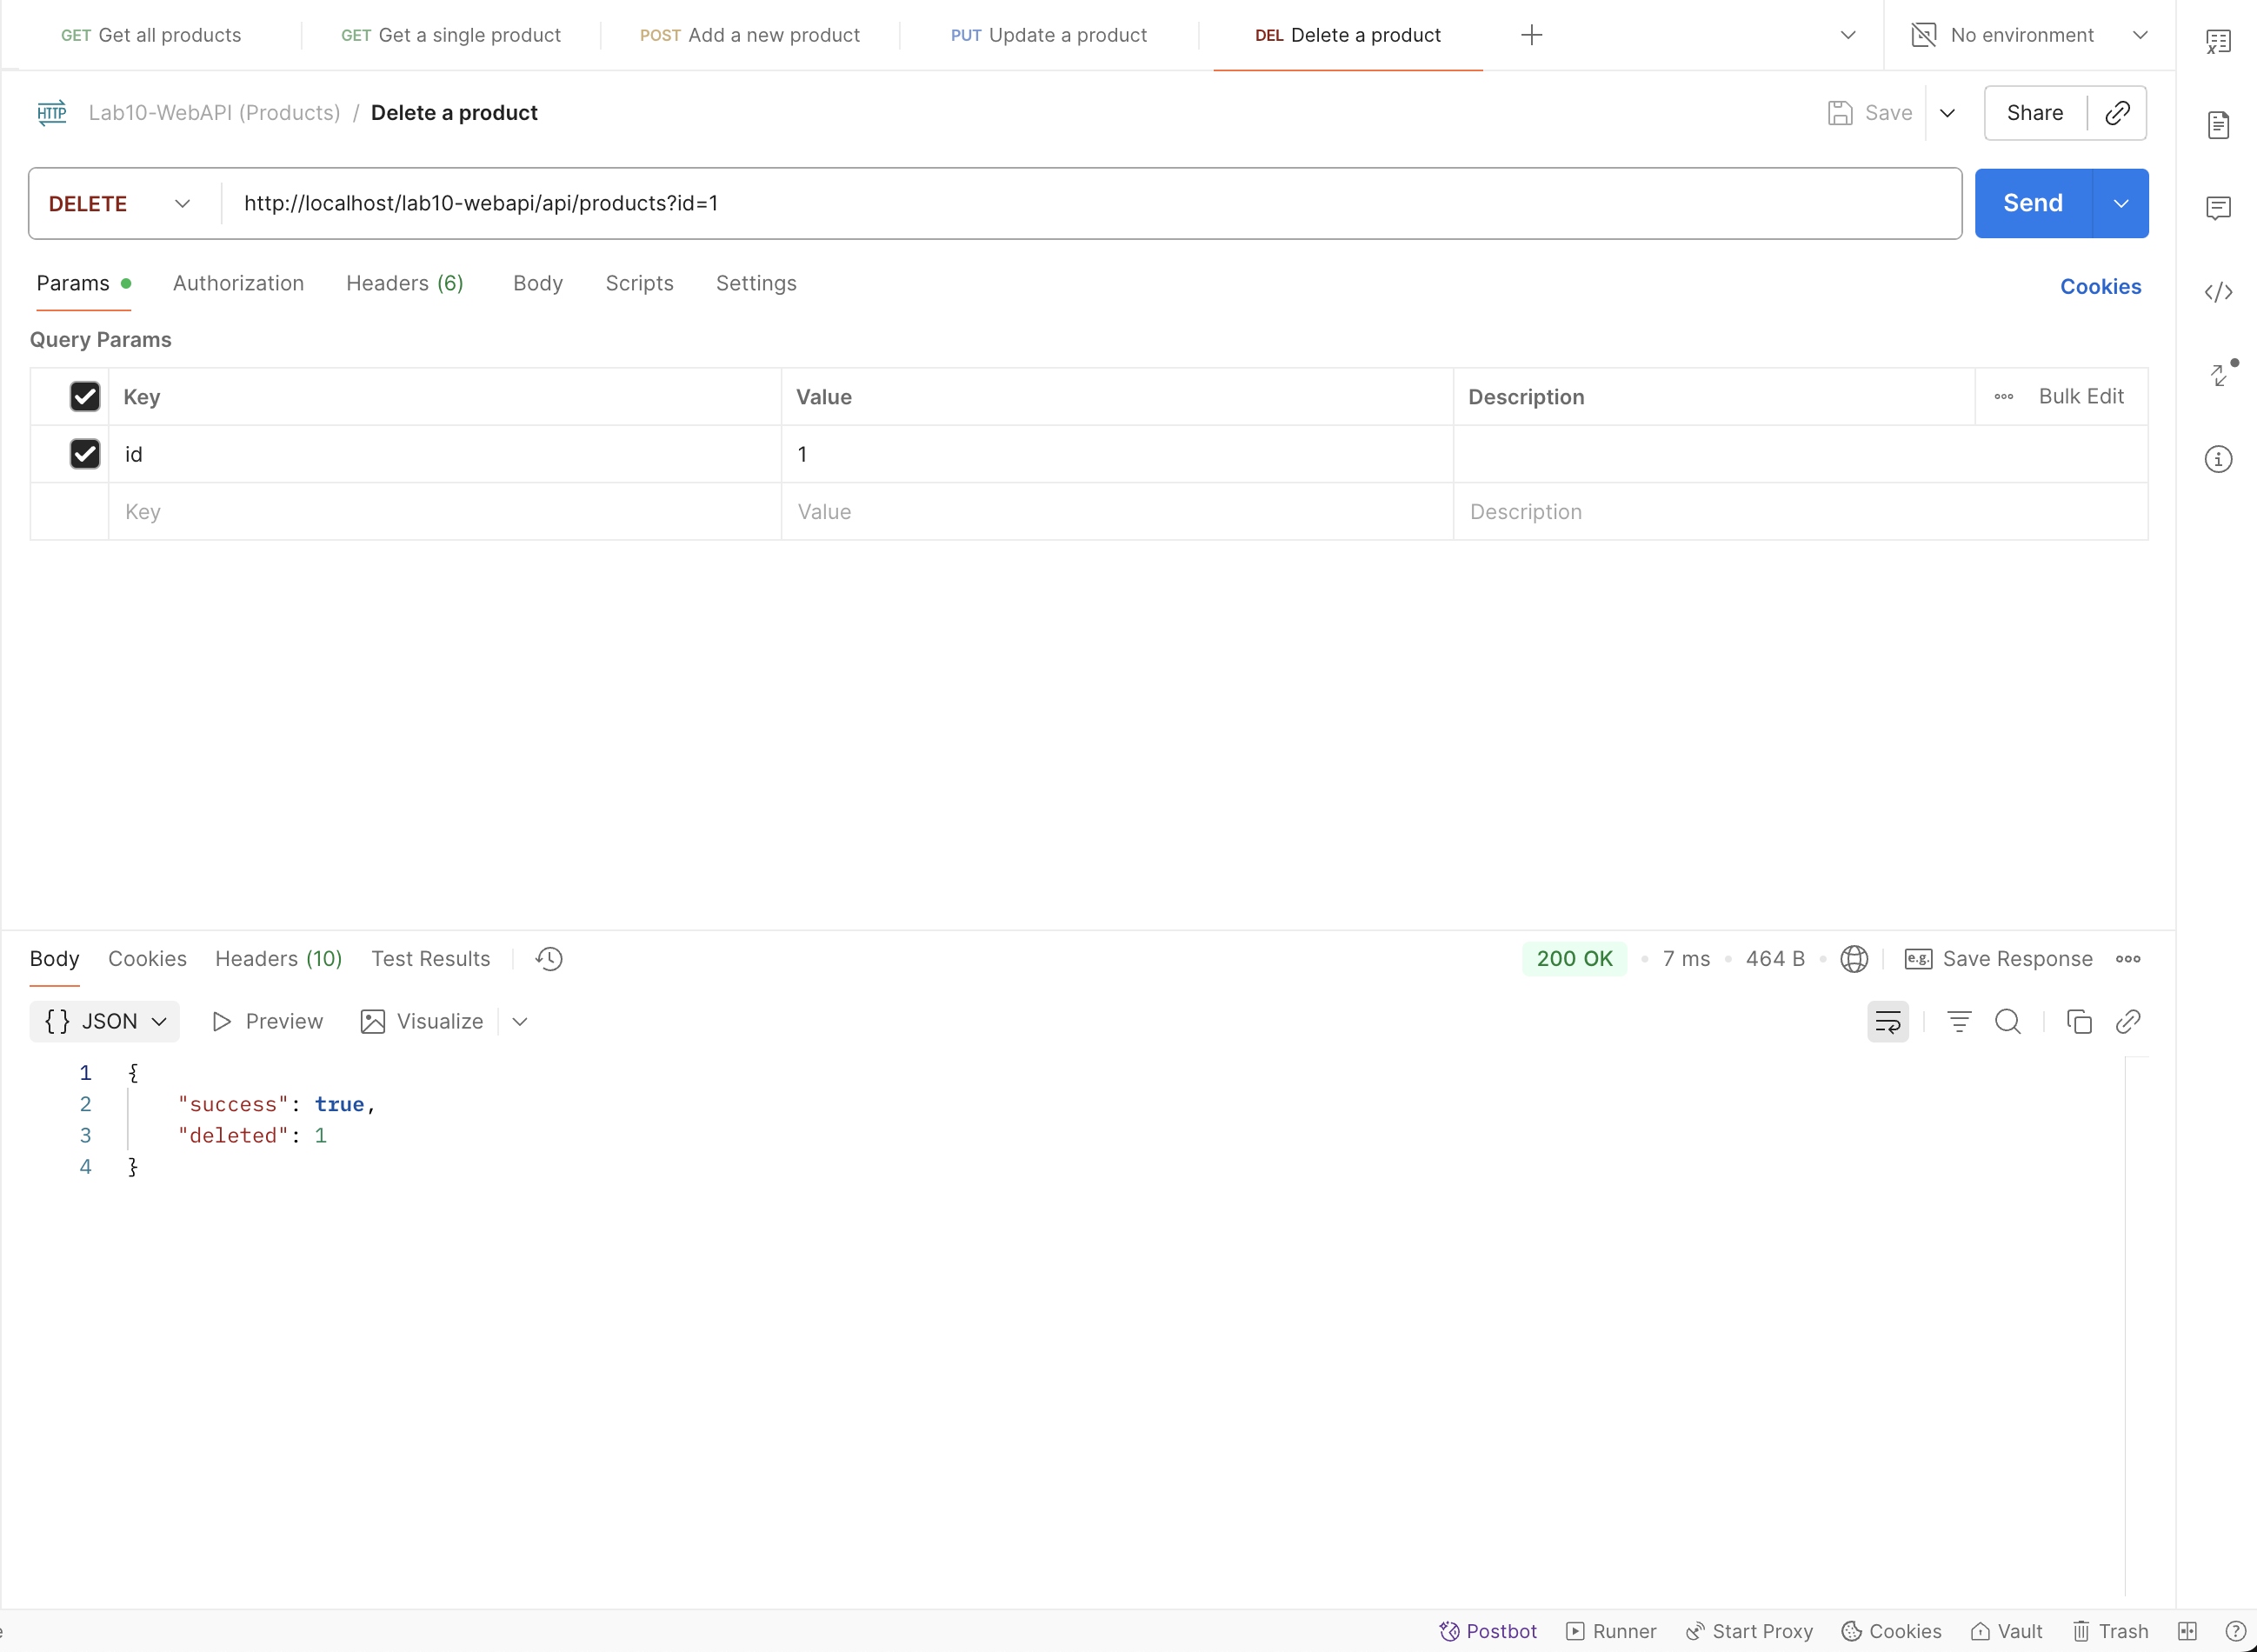 GET Get all products GET Get a single product POST Add a new product PUT Update a product DEL Delete a product No environment
HTTP Lab10-WebAPI (Products) / Delete a product Save Share
DELETE http://localhost/lab10-webapi/api/products?id=1 Send
Params Authorization Headers (6) Body Scripts Settings Cookies
Query Params
Key Value Description Bulk Edit
id 1
Key Value Description
Body Cookies Headers (10) Test Results 200 OK • 7 ms • 464 B • e.g. Save Response
{ } JSON Preview Visualize
1 {
2 "success": true,
3 "deleted": 1
4 }
Postbot Runner Start Proxy Cookies Vault Trash